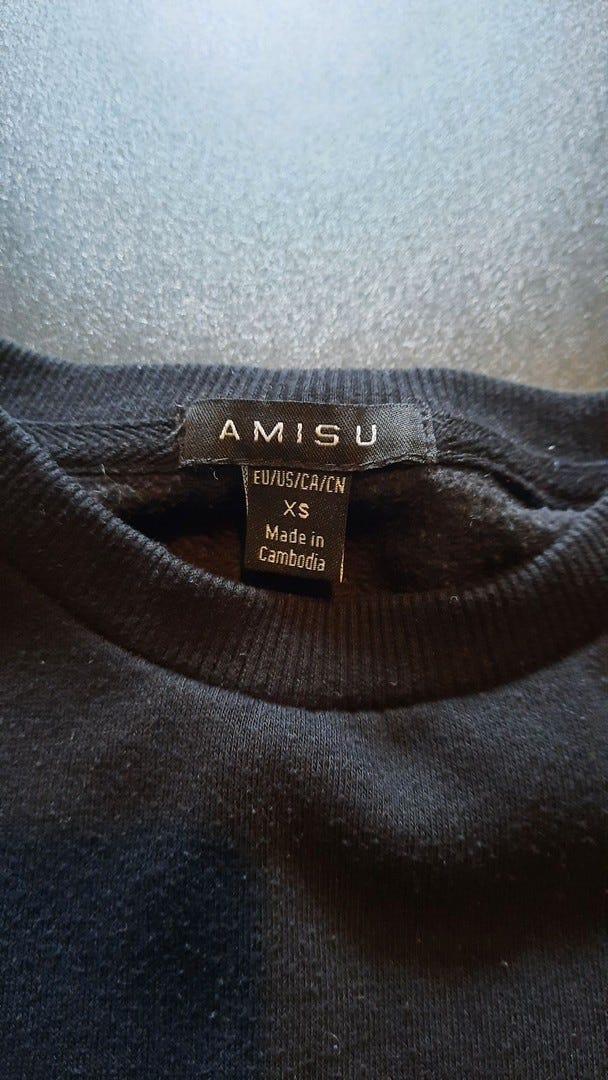 AMISU
EU/US/CA/CN
XS
Made in
Cambodia